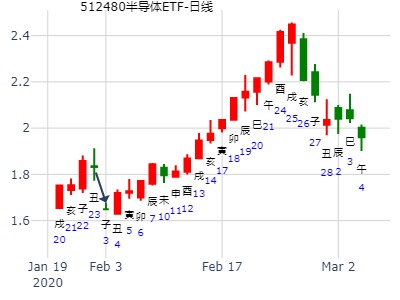 512480半导体ETF-日线
2.4
2.2
2
1.8
1.6
戌
20
亥
21
子
22
丑
23
子
3
丑
4
寅
5
卯
6
辰
7
未
10
申
11
酉
12
戌
13
亥
14
寅
17
卯
18
辰
19
巳
20
午
21
酉
24
戌
25
亥
26
子
27
丑
28
辰
2
巳
3
午
4
Jan 19 Feb 3 Feb 17 Mar 2
2020